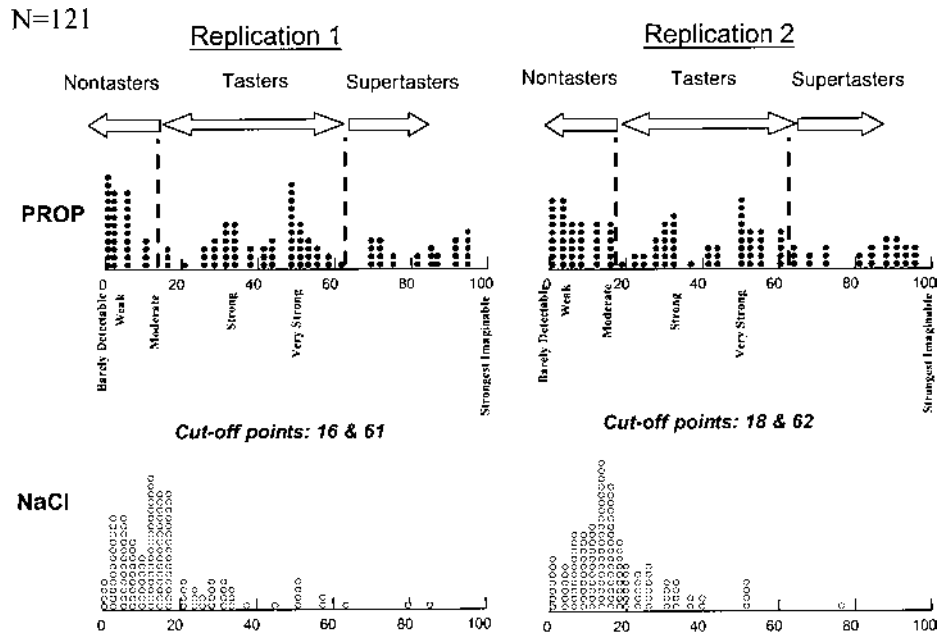 N=121
Replication 1
Replication 2
Nontasters Tasters Supertasters
Nontasters Tasters Supertasters
PROP
0 20 40 60 80 100
0 20 40 60 80 100
Barely Detectable
Weak
Moderate
Strong
Very Strong
Strongest Imaginable
Barely Detectable
Weak
Moderate
Strong
Very Strong
Strongest Imaginable
Cut-off points: 16 & 61
Cut-off points: 18 & 62
NaCl
0 20 40 60 80 100
0 20 40 60 80 100